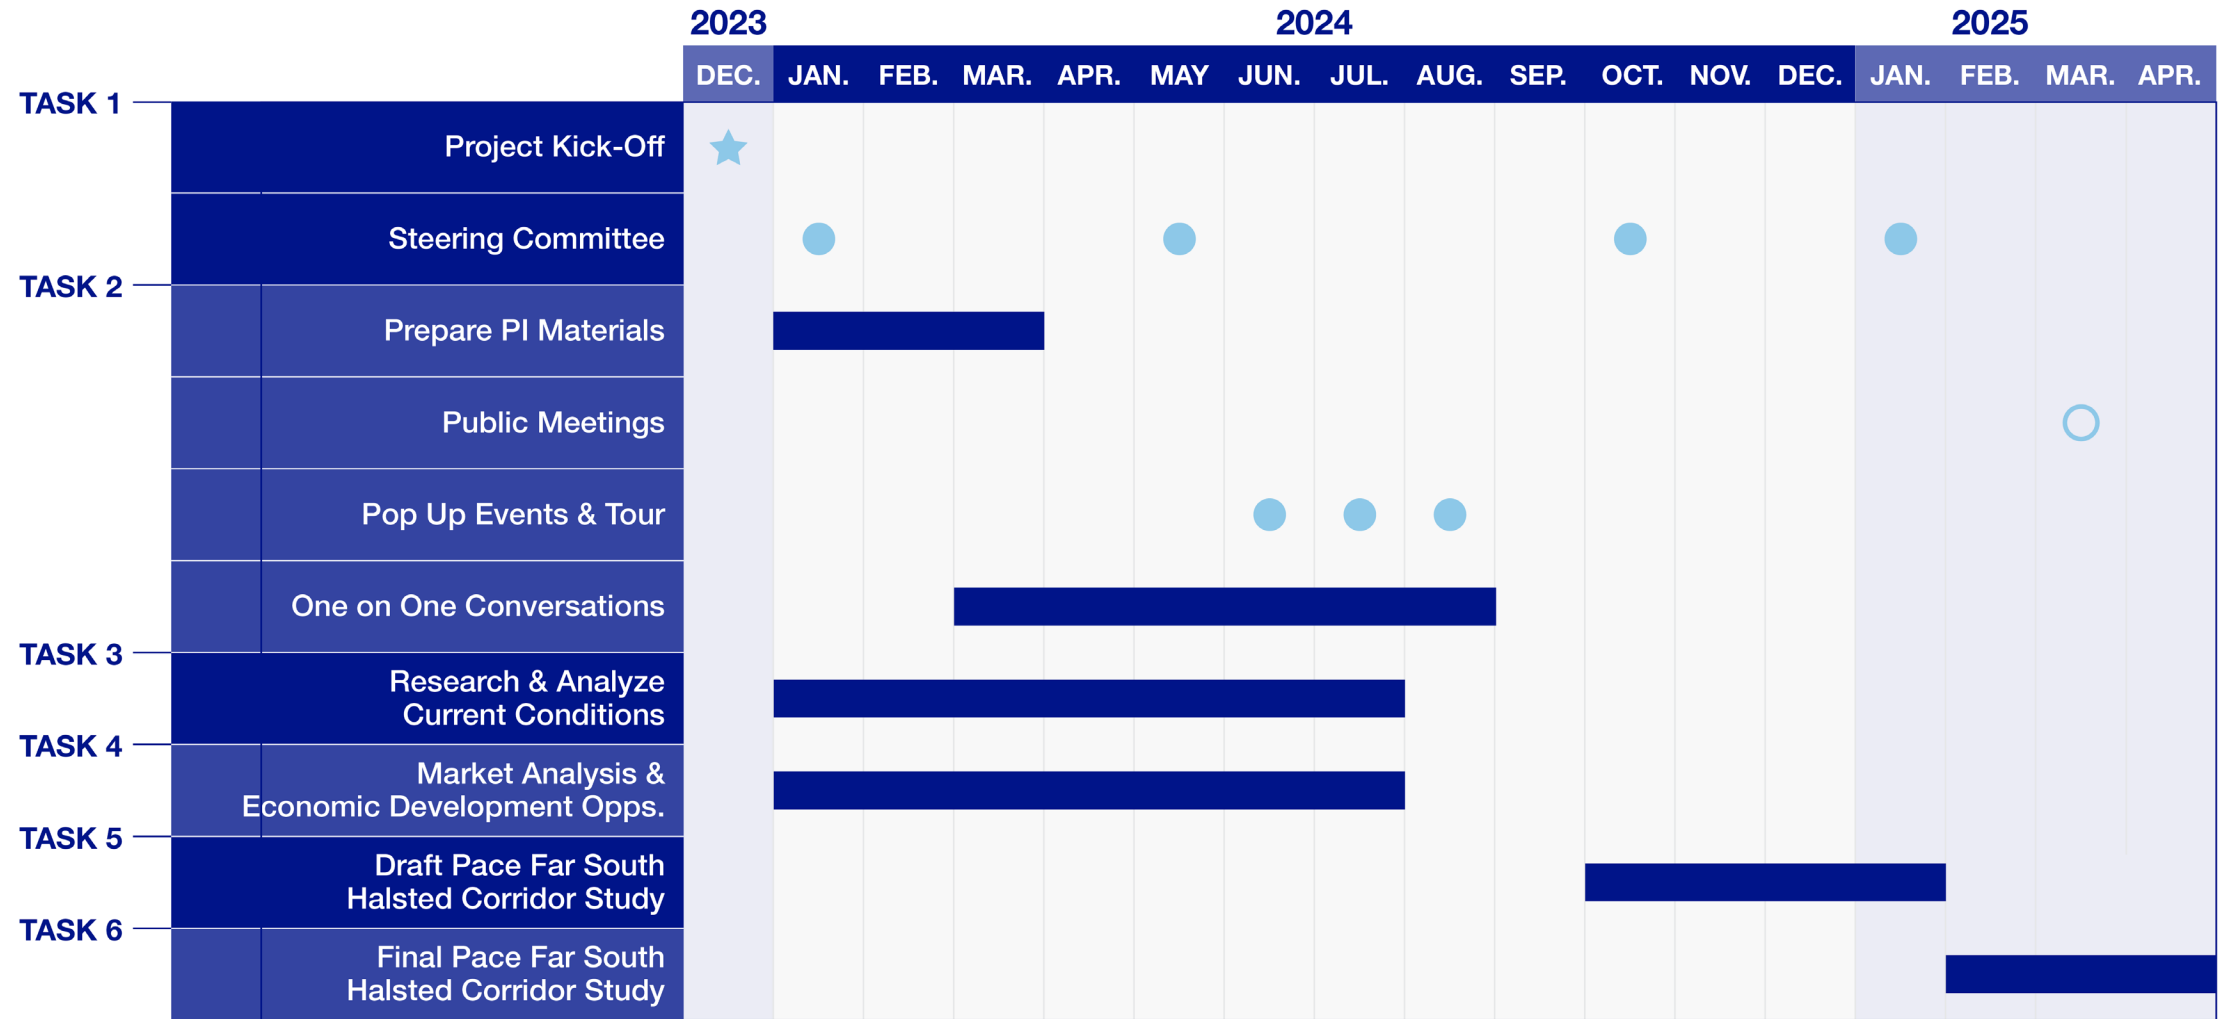 2023 2024 2025
DEC. JAN. FEB. MAR. APR. MAY JUN. JUL. AUG. SEP. OCT. NOV. DEC. JAN. FEB. MAR. APR.
TASK 1
Project Kick-Off
Steering Committee
TASK 2
Prepare PI Materials
Public Meetings
Pop Up Events & Tour
One on One Conversations
TASK 3
Research & Analyze
Current Conditions
TASK 4
Market Analysis &
Economic Development Opps.
TASK 5
Draft Pace Far South
Halsted Corridor Study
TASK 6
Final Pace Far South
Halsted Corridor Study